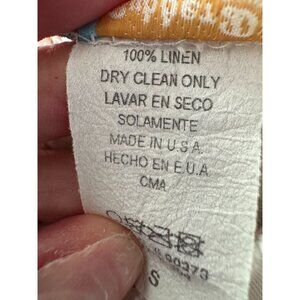 100% LINEN
DRY CLEAN ONLY
LAVAR EN SECO
SOLAMENTE
MADE IN U.S.A.
HECHO EN E.U.A
CMA
S